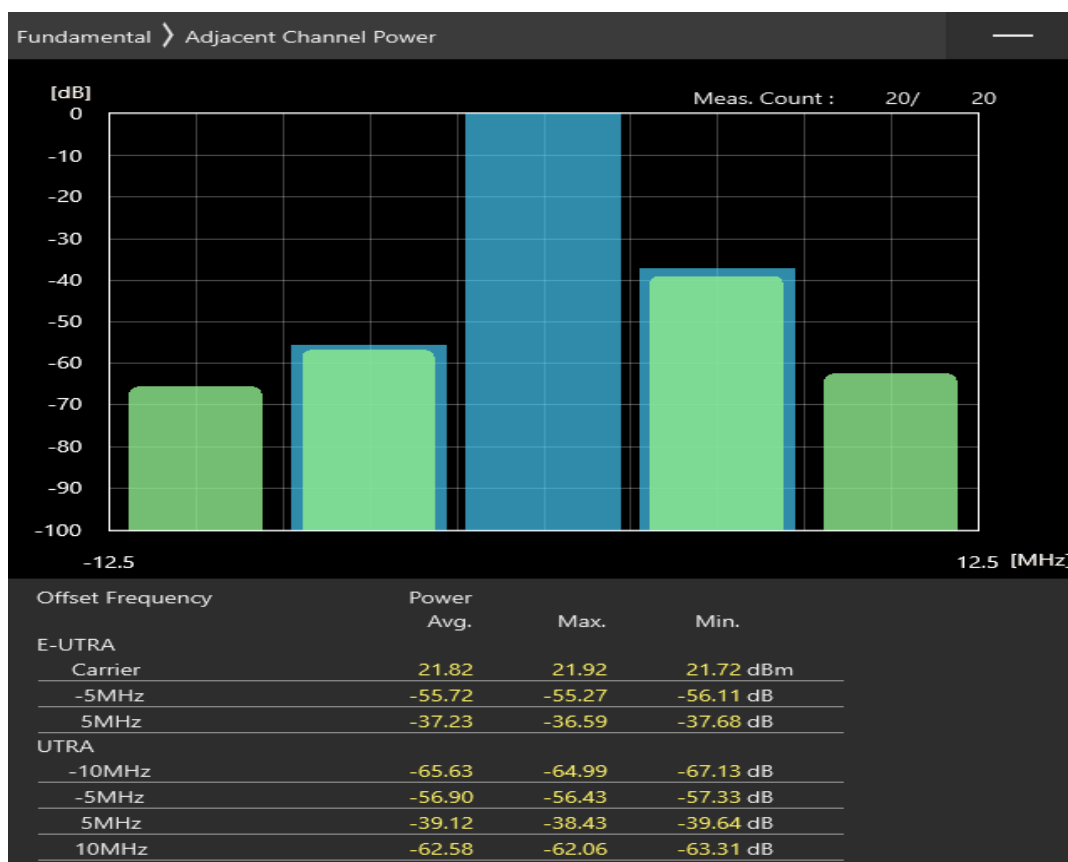 Fundamental ❯ Adjacent Channel Power
[dB]
Meas. Count : 20/ 20
0
-10
-20
-30
-40
-50
-60
-70
-80
-90
-100
-12.5 12.5 [MHz]
Offset Frequency Power
Avg. Max. Min.
E-UTRA
Carrier 21.82 21.92 21.72 dBm
-5MHz -55.72 -55.27 -56.11 dB
5MHz -37.23 -36.59 -37.68 dB
UTRA
-10MHz -65.63 -64.99 -67.13 dB
-5MHz -56.90 -56.43 -57.33 dB
5MHz -39.12 -38.43 -39.64 dB
10MHz -62.58 -62.06 -63.31 dB